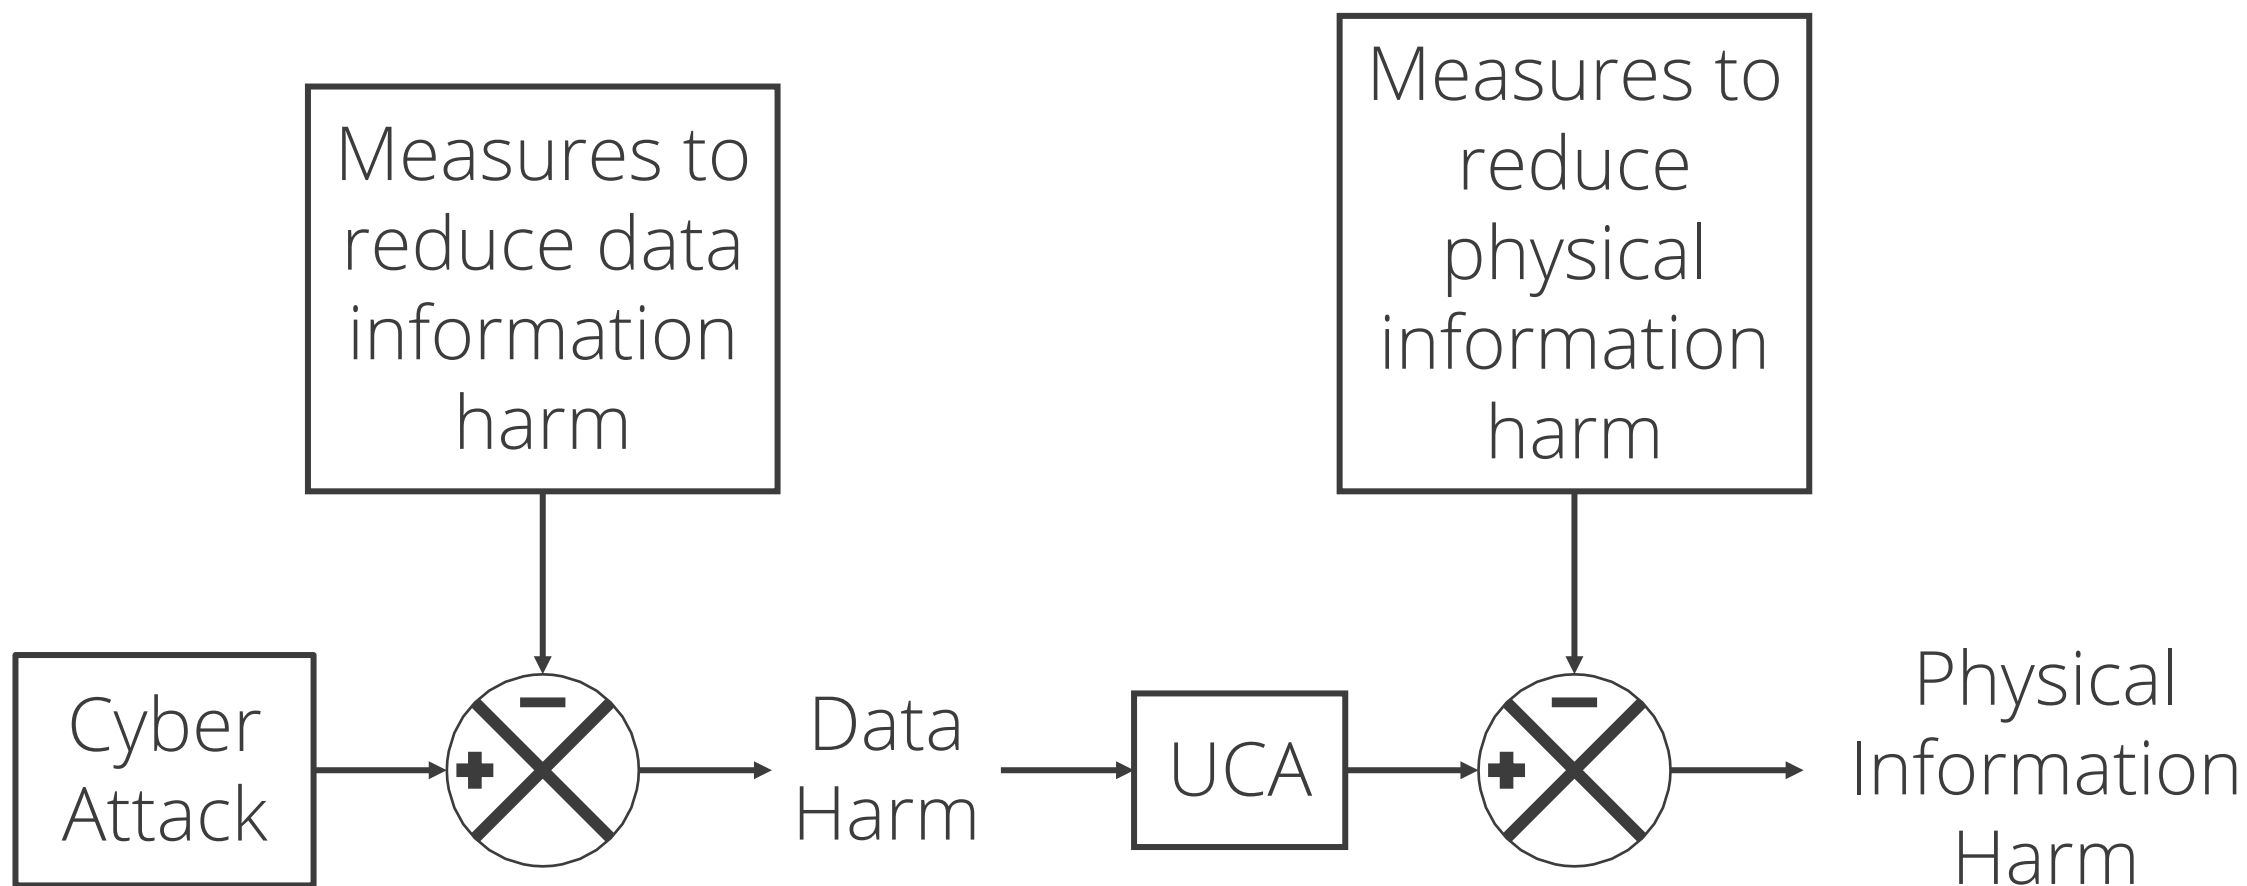 Measures to
reduce data
information
harm
Measures to
reduce
physical
information
harm
Cyber
Attack
Data
Harm
UCA
Physical
Information
Harm